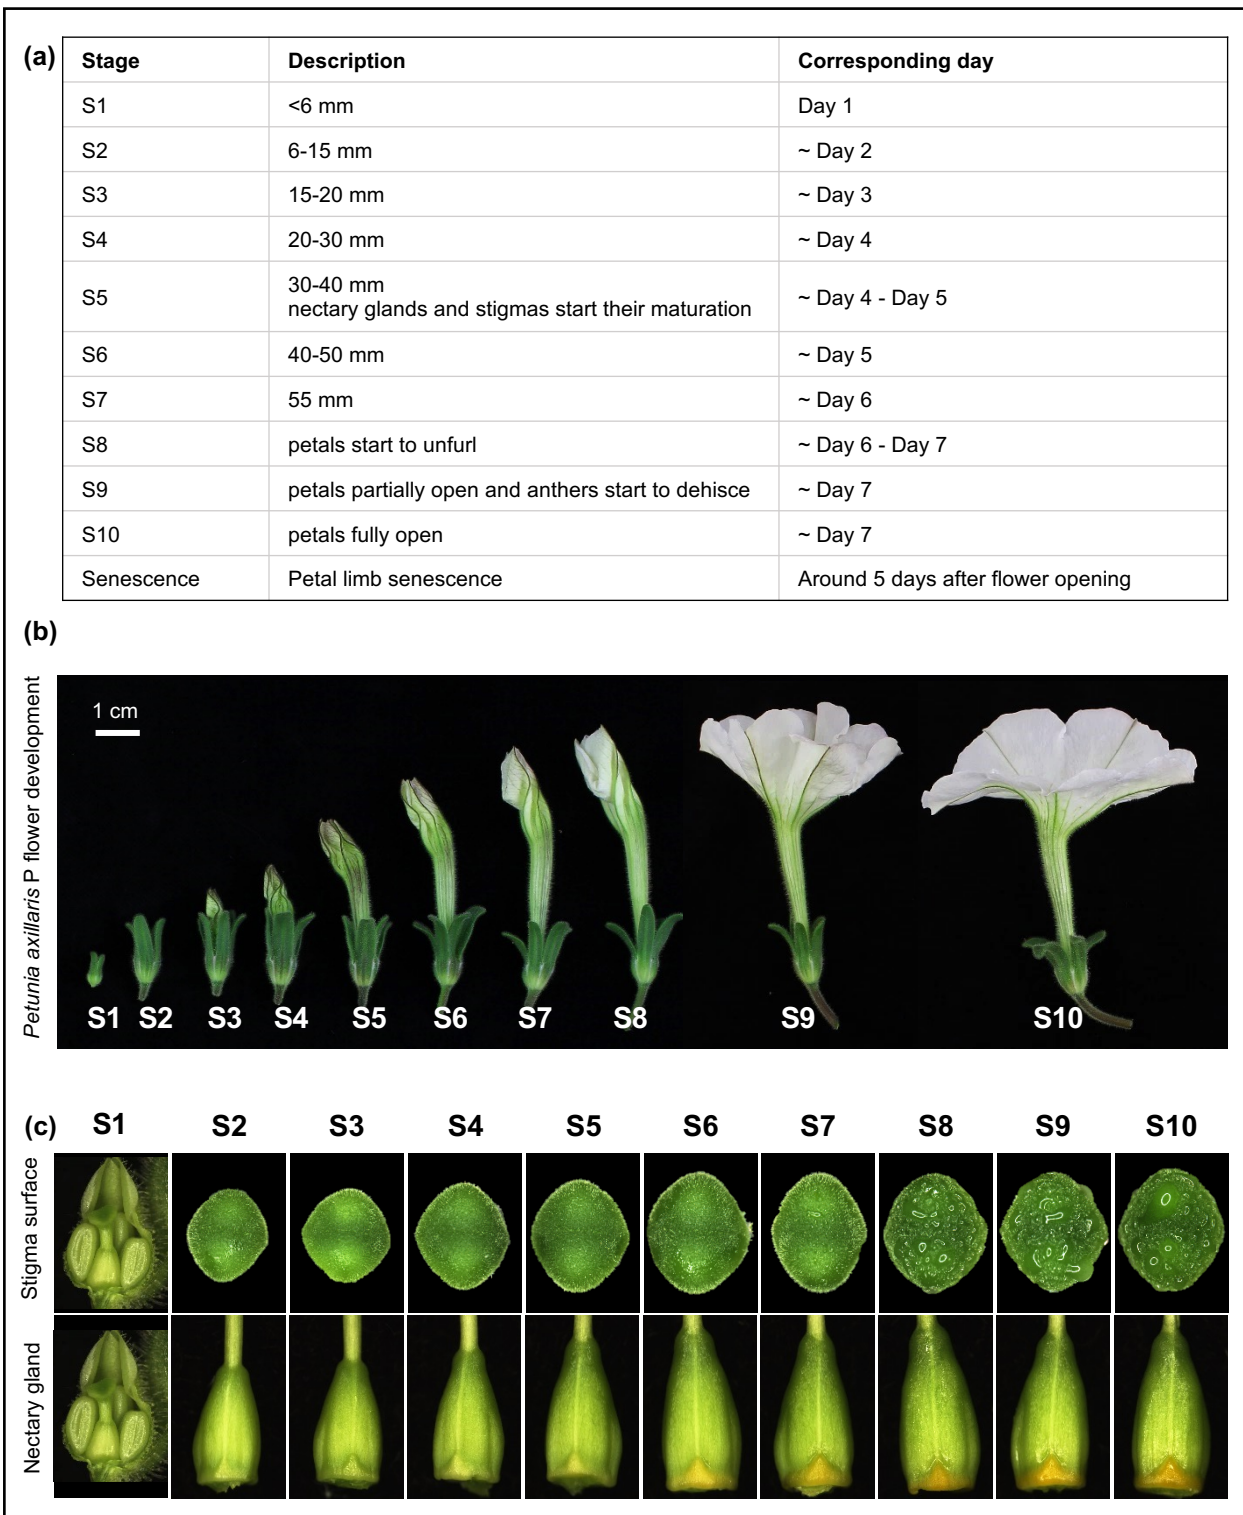 (a)
Stage Description Corresponding day
S1 <6 mm Day 1
S2 6-15 mm ~ Day 2
S3 15-20 mm ~ Day 3
S4 20-30 mm ~ Day 4
S5 30-40 mm ~ Day 4 - Day 5
nectary glands and stigmas start their maturation
S6 40-50 mm ~ Day 5
S7 55 mm ~ Day 6
S8 petals start to unfurl ~ Day 6 - Day 7
S9 petals partially open and anthers start to dehisce ~ Day 7
S10 petals fully open ~ Day 7
Senescence Petal limb senescence Around 5 days after flower opening
(b)
Petunia axillaris P flower development
1 cm
S1 S2 S3 S4 S5 S6 S7 S8 S9 S10
(c)
S1 S2 S3 S4 S5 S6 S7 S8 S9 S10
Stigma surface
Nectary gland